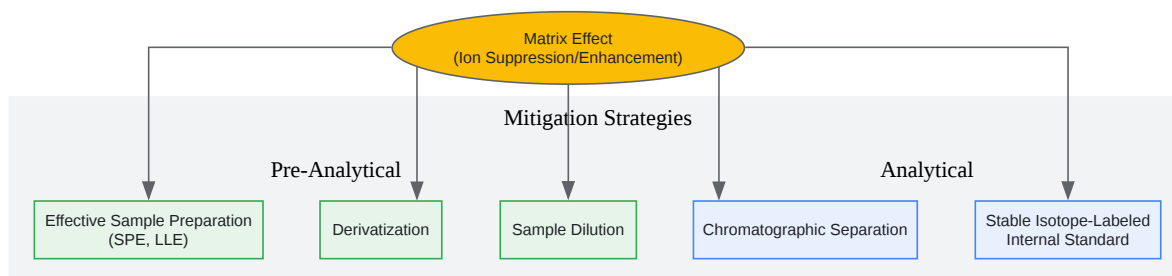 Matrix Effect
(Ion Suppression/Enhancement)
Mitigation Strategies
Pre-Analytical
Analytical
Effective Sample Preparation
(SPE, LLE)
Derivatization
Sample Dilution
Chromatographic Separation
Stable Isotope-Labeled
Internal Standard